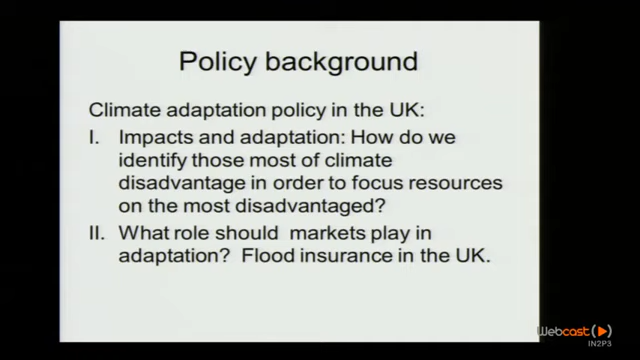 Policy background
Climate adaptation policy in the UK:
I. Impacts and adaptation: How do we
identify those most of climate
disadvantage in order to focus resources
on the most disadvantaged?
II. What role should markets play in
adaptation? Flood insurance in the UK.
Webcast
IN2P3